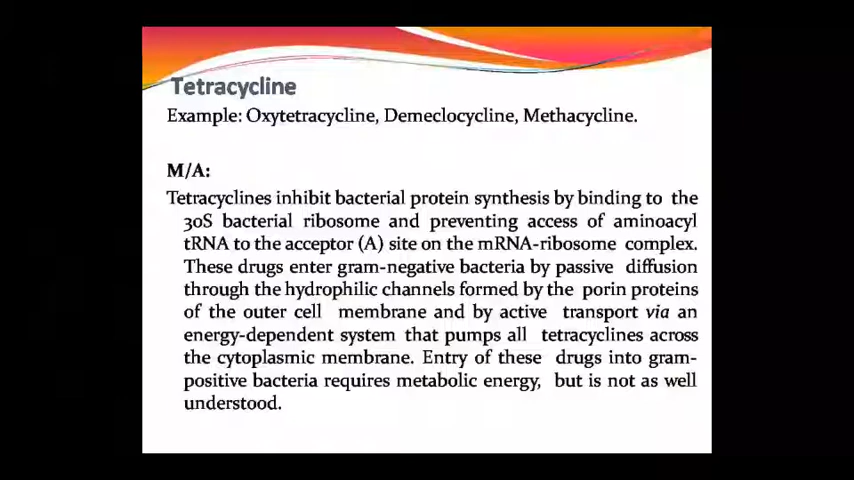 Tetracycline
Example: Oxytetracycline, Demeclocycline, Methacycline.
M/A:
Tetracyclines inhibit bacterial protein synthesis by binding to the
30S bacterial ribosome and preventing access of aminoacyl
tRNA to the acceptor (A) site on the mRNA-ribosome complex.
These drugs enter gram-negative bacteria by passive diffusion
through the hydrophilic channels formed by the porin proteins
of the outer cell membrane and by active transport via an
energy-dependent system that pumps all tetracyclines across
the cytoplasmic membrane. Entry of these drugs into gram-
positive bacteria requires metabolic energy, but is not as well
understood.